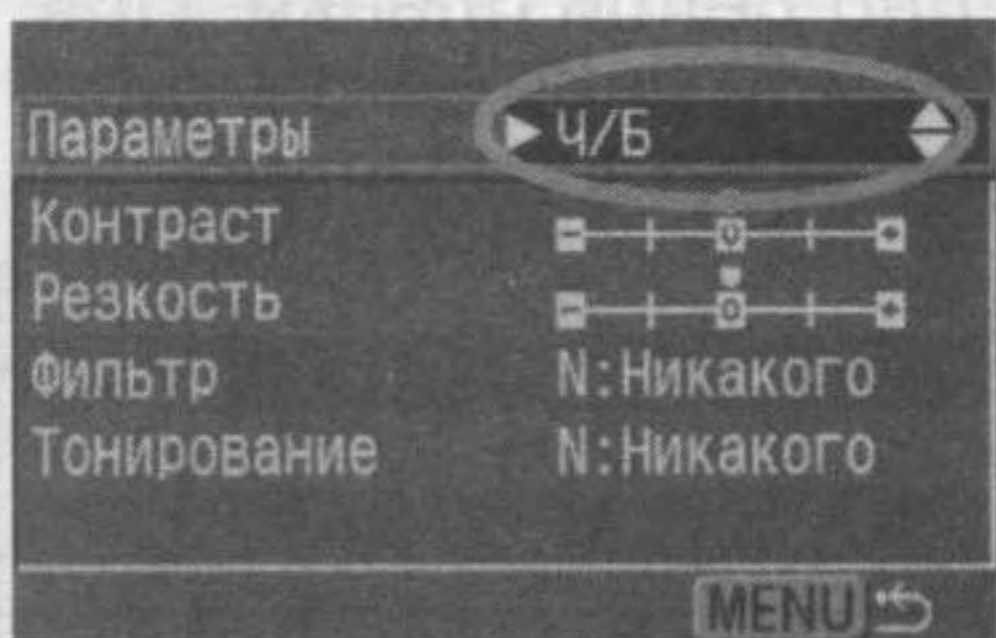 Параметры ▶ Ч/Б
Контраст
Резкость
Фильтр N:Никакого
Тонирование N:Никакого
MENU